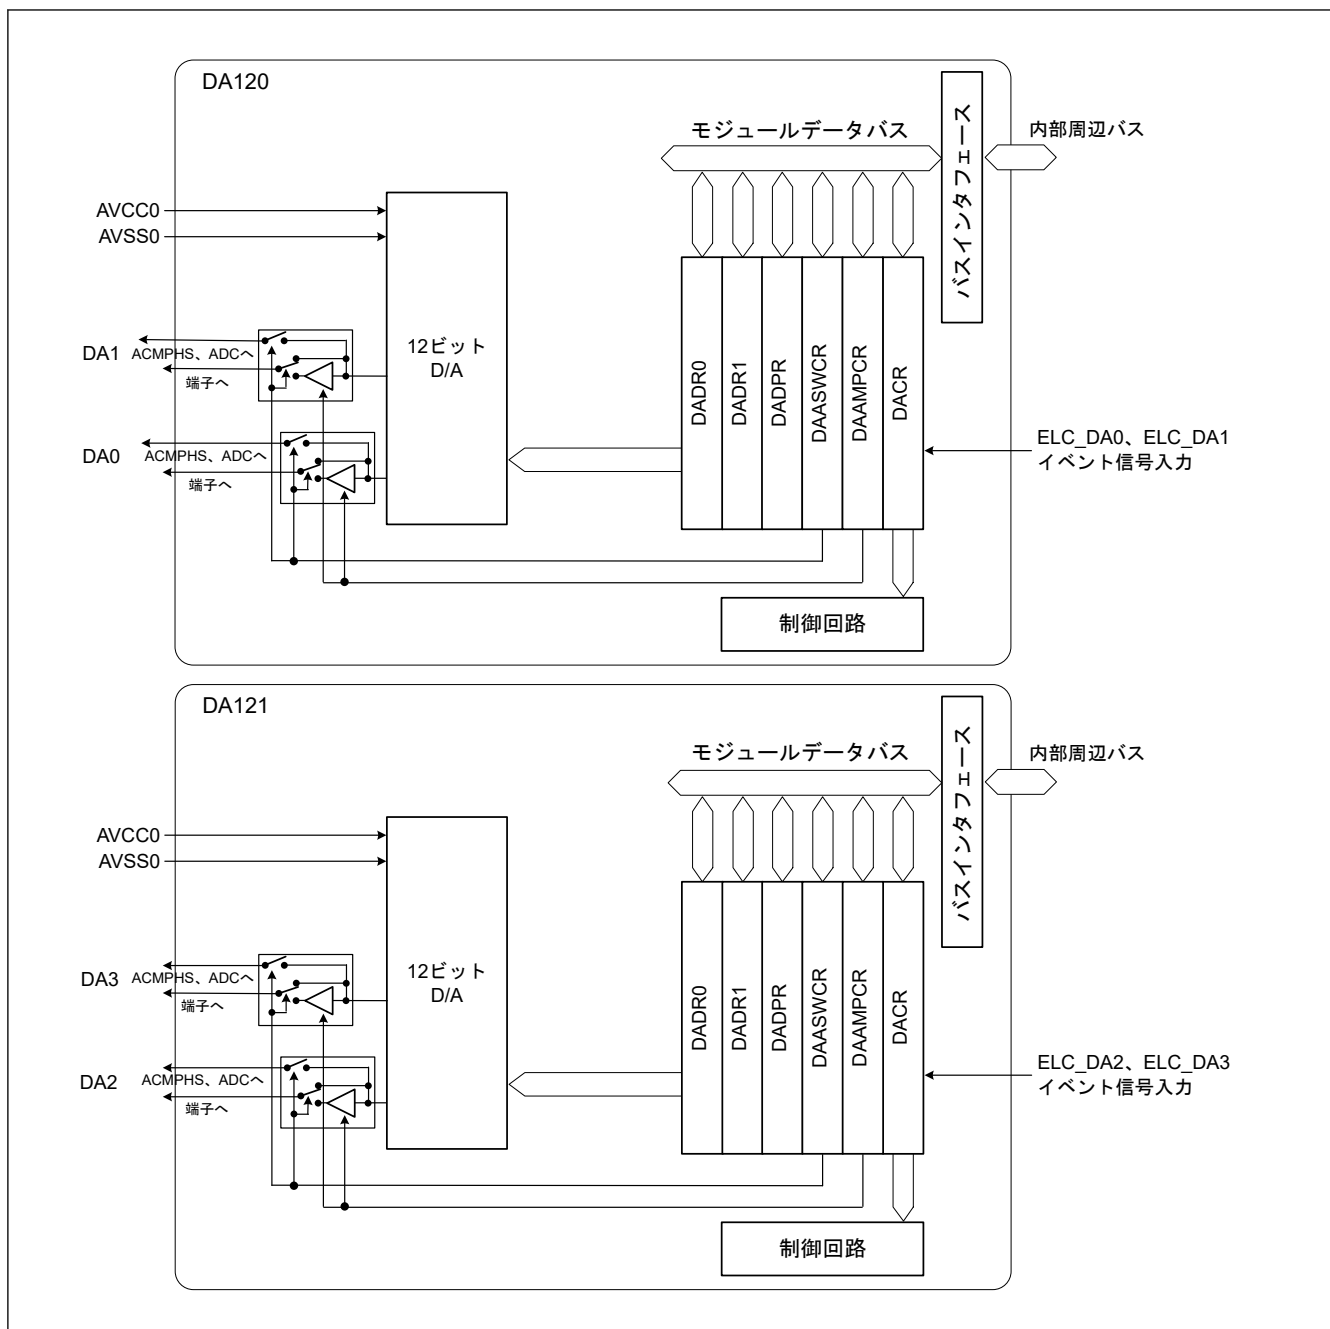 DA120
モジュールデータバス
バスインタフェース
内部周辺バス
AVCC0
AVSS0
12ビット
D/A
DA1
ACMPHS、ADCへ
端子へ
DA0
ACMPHS、ADCへ
端子へ
DADR0
DADR1
DADPR
DAASWCR
DAAMPCR
DACR
ELC_DA0、ELC_DA1
イベント信号入力
制御回路
DA121
モジュールデータバス
バスインタフェース
内部周辺バス
AVCC0
AVSS0
12ビット
D/A
DA3
ACMPHS、ADCへ
端子へ
DA2
ACMPHS、ADCへ
端子へ
DADR0
DADR1
DADPR
DAASWCR
DAAMPCR
DACR
ELC_DA2、ELC_DA3
イベント信号入力
制御回路